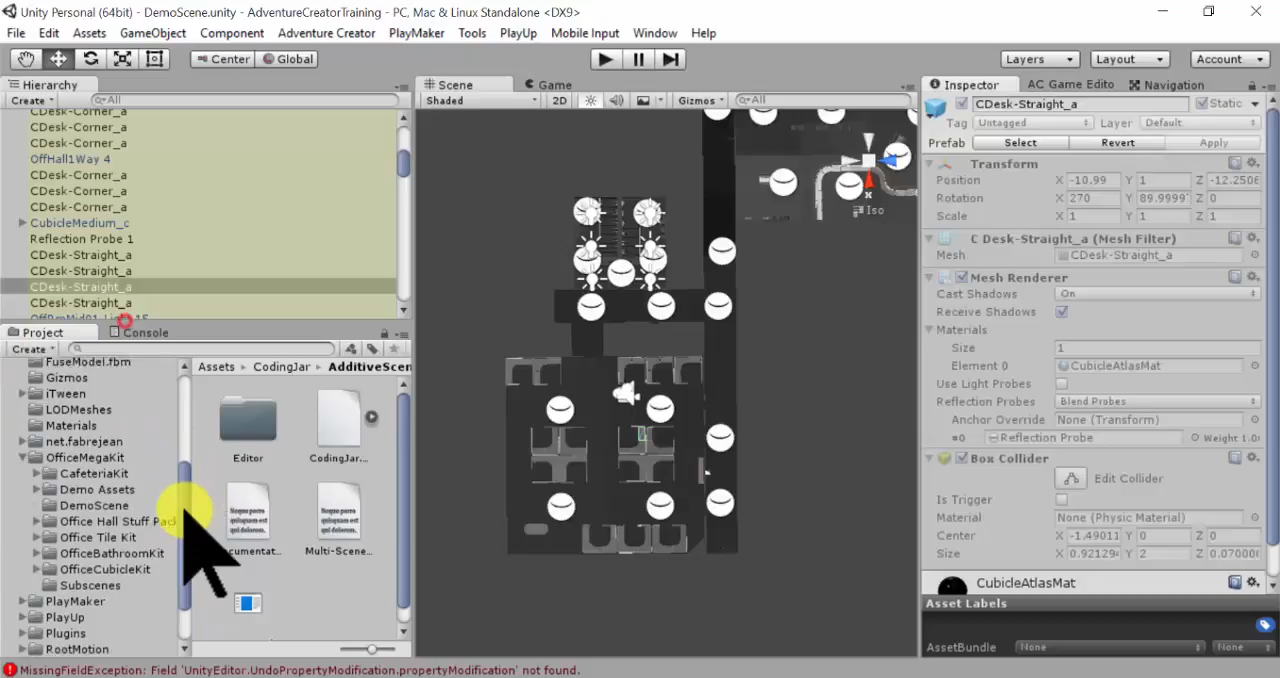 Unity Personal (64bit) - DemoScene.unity - AdventureCreatorTraining - PC, Mac & Linux Standalone <DX9>
File Edit Assets GameObject Component Adventure Creator PlayMaker Tools PlayUp Mobile Input Window Help
Center Global Layers Layout Account
Hierarchy
Create All
CDesk-Corner_a
CDesk-Corner_a
CDesk-Corner_a
OffHall1Way 4
CDesk-Corner_a
CDesk-Corner_a
CDesk-Corner_a
CubicleMedium_c
Reflection Probe 1
CDesk-Straight_a
CDesk-Straight_a
CDesk-Straight_a
CDesk-Straight_a
Project Console
Create
FuseModel.fbm
Gizmos
iTween
LODMeshes
Materials
net.fabrejean
OfficeMegaKit
CafeteriaKit
Demo Assets
DemoScene
Office Hall Stuff Pack
Office Tile Kit
OfficeBathroomKit
OfficeCubicleKit
Subscenes
PlayMaker
PlayUp
Plugins
RootMotion
Assets CodingJar AdditiveScen
Editor CodingJar...
Multi-Scene...
Scene Game
Shaded 2D Gizmos All
x
Iso
Inspector AC Game Edito Navigation
CDesk-Straight_a Static
Tag Untagged Layer Default
Prefab Select Revert Apply
Transform
Position X -10.99 Y 1 Z -12.2506
Rotation X 270 Y 89.9999 Z 0
Scale X 1 Y 1 Z 1
C Desk-Straight_a (Mesh Filter)
Mesh CDesk-Straight_a
Mesh Renderer
Cast Shadows On
Receive Shadows
Materials
Size 1
Element 0 CubicleAtlasMat
Use Light Probes
Reflection Probes Blend Probes
Anchor Override None (Transform)
#0 Reflection Probe Weight 1.0
Box Collider
Edit Collider
Is Trigger
Material None (Physic Material)
Center X -1.4901 Y 0 Z 0
Size X 0.92129 Y 2 Z 0.07000
CubicleAtlasMat
Asset Labels
AssetBundle None None
MissingFieldException: Field 'UnityEditor.UndoPropertyModification.propertyModification' not found.